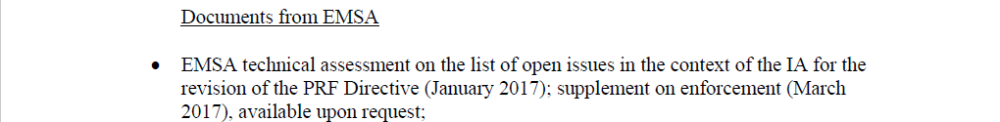 Documents from EMSA
• EMSA technical assessment on the list of open issues in the context of the IA for the
revision of the PRF Directive (January 2017); supplement on enforcement (March
2017), available upon request;